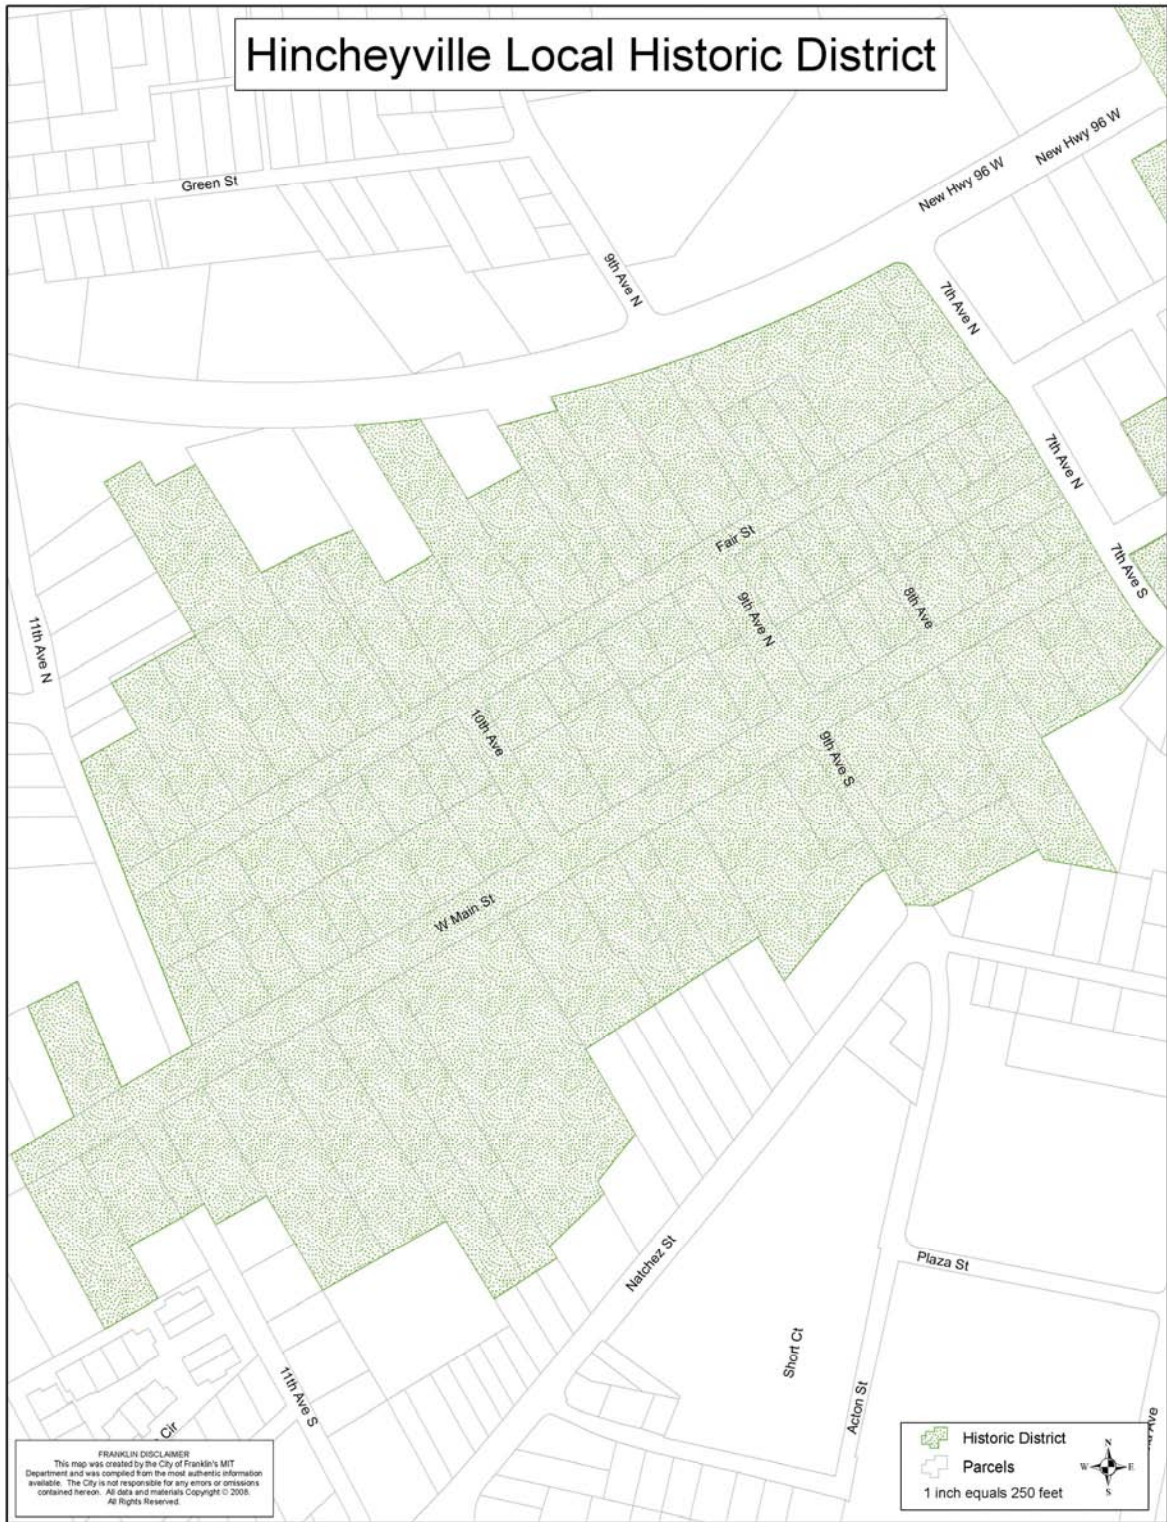 Hincheyville Local Historic District
New Hwy 96 W
New Hwy 96 W
Green St
9th Ave N
7th Ave N
7th Ave N
Fair St
7th Ave S
9th Ave N
8th Ave
11th Ave N
10th Ave
9th Ave S
W Main St
Natchez St
Plaza St
Short Ct
11th Ave S
Acton St
Cir
Ave
FRANKLIN DISCLAIMER
This map was created by the City of Franklin's MIT
Department and was compiled from the most authentic information
available. The City is not responsible for any errors or omissions
contained hereon. All data and materials Copyright © 2008.
All Rights Reserved.
Historic District
Parcels
1 inch equals 250 feet
N
W E
S